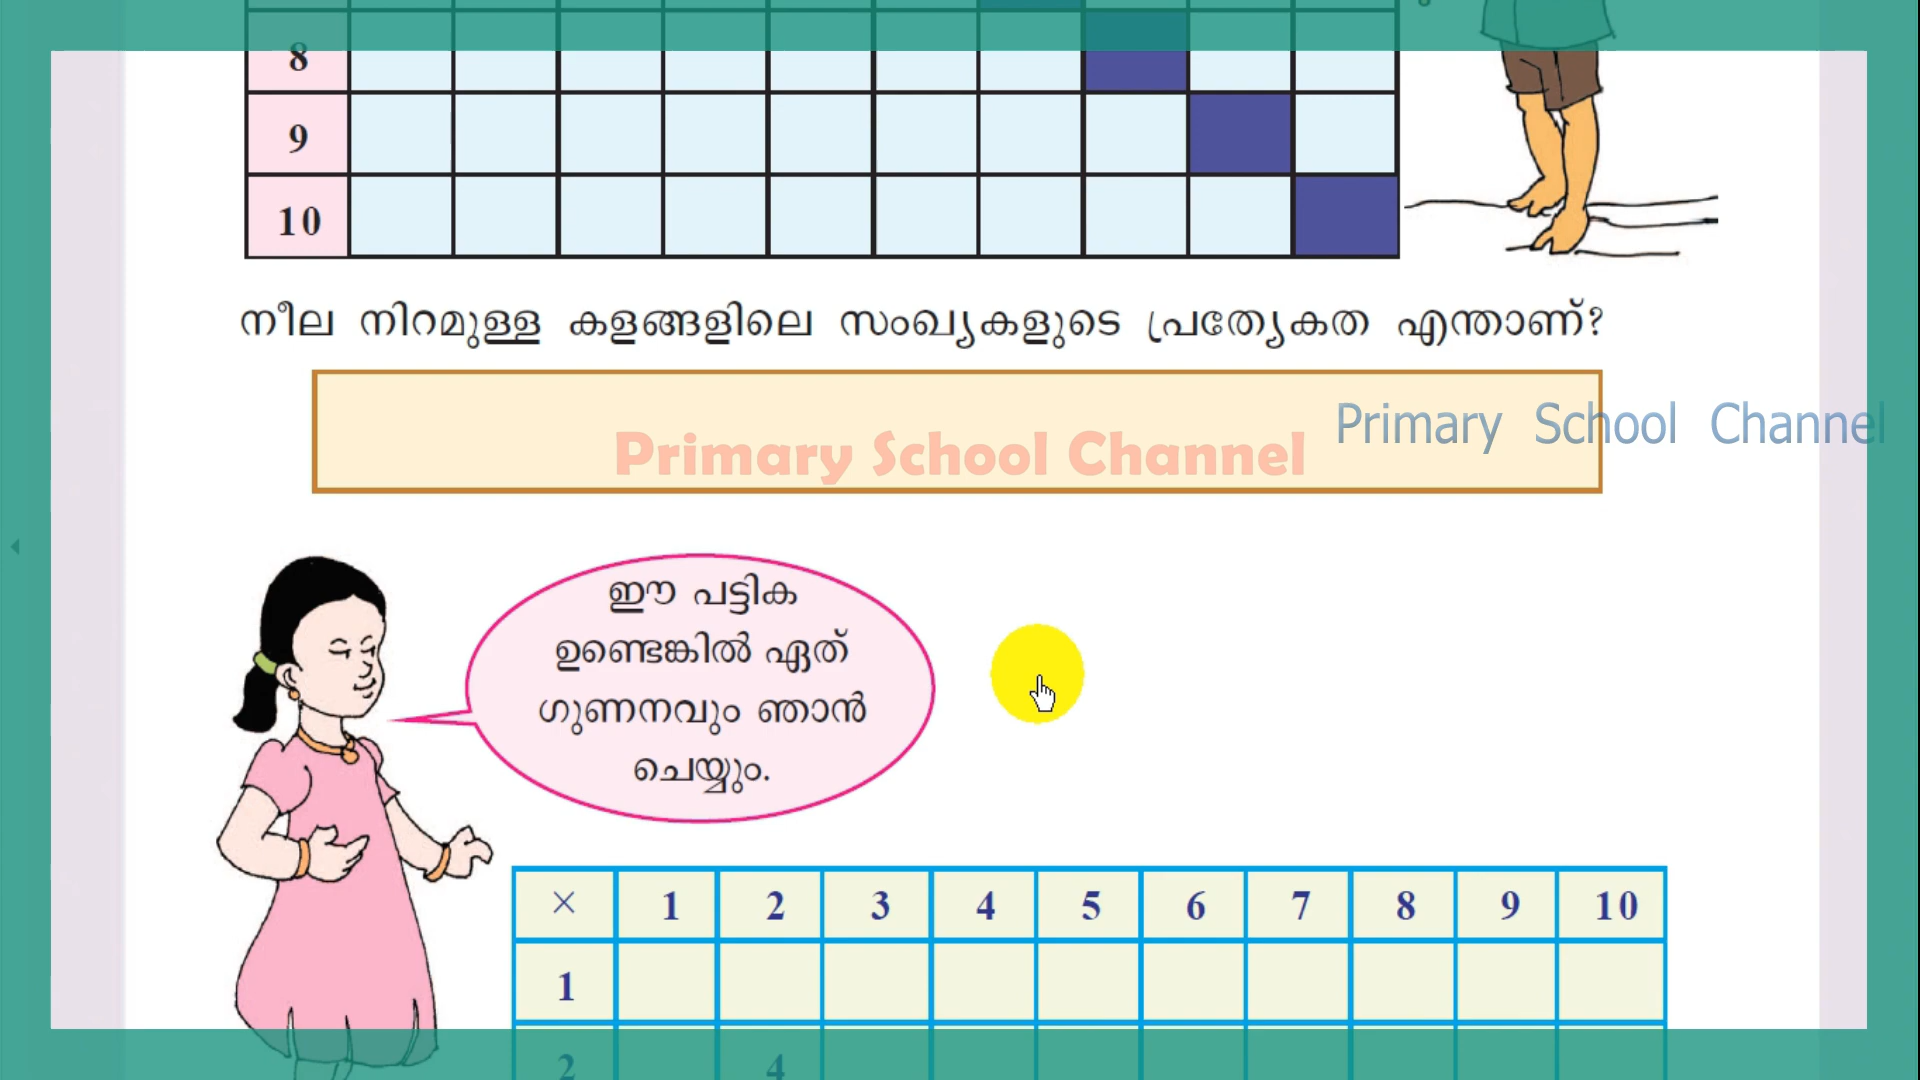 8
9
10
നീല നിറമുള്ള കളങ്ങളിലെ സംഖ്യകളുടെ പ്രത്യേകത എന്താണ്?
Primary School Channel
Primary School Channel
ഈ പട്ടിക
ഉണ്ടെങ്കിൽ ഏത്
ഗുണനവും ഞാൻ
ചെയ്യും.
× 1 2 3 4 5 6 7 8 9 10
1
2 4